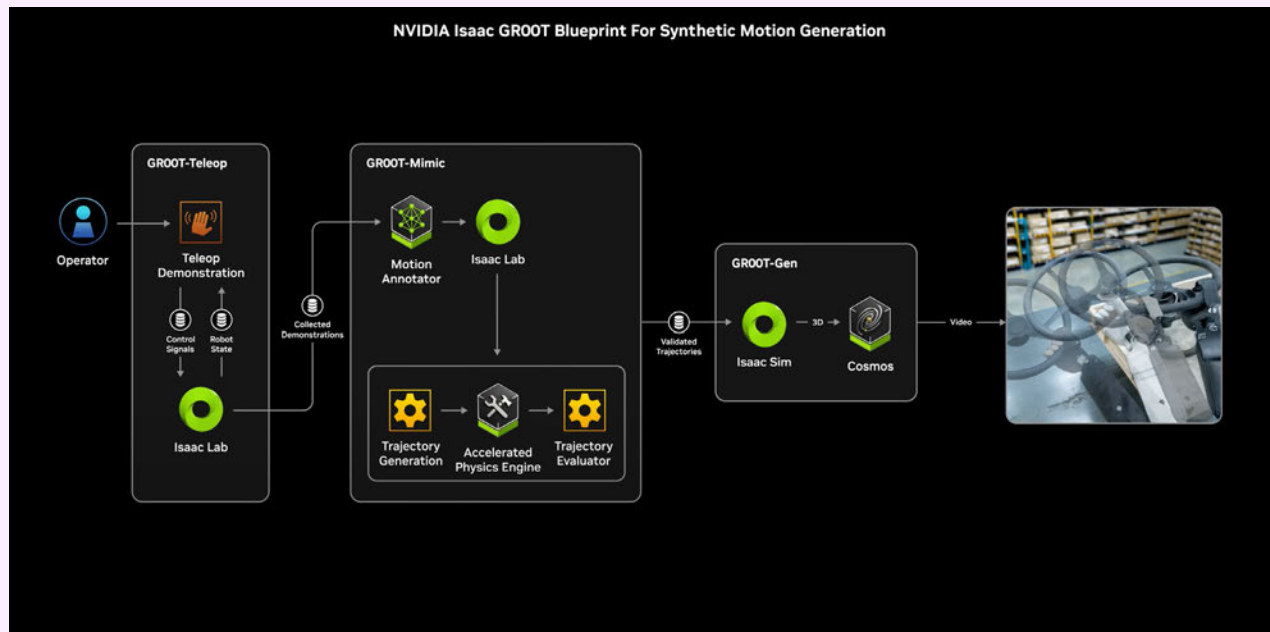 NVIDIA Isaac GR00T Blueprint For Synthetic Motion Generation
GR00T-Teleop
Operator
Teleop
Demonstration
Control
Signals
Robot
State
Isaac Lab
Collected
Demonstrations
GR00T-Mimic
Motion
Annotator
Isaac Lab
Trajectory
Generation
Accelerated
Physics Engine
Trajectory
Evaluator
Validated
Trajectories
GR00T-Gen
Isaac Sim
3D
Cosmos
Video